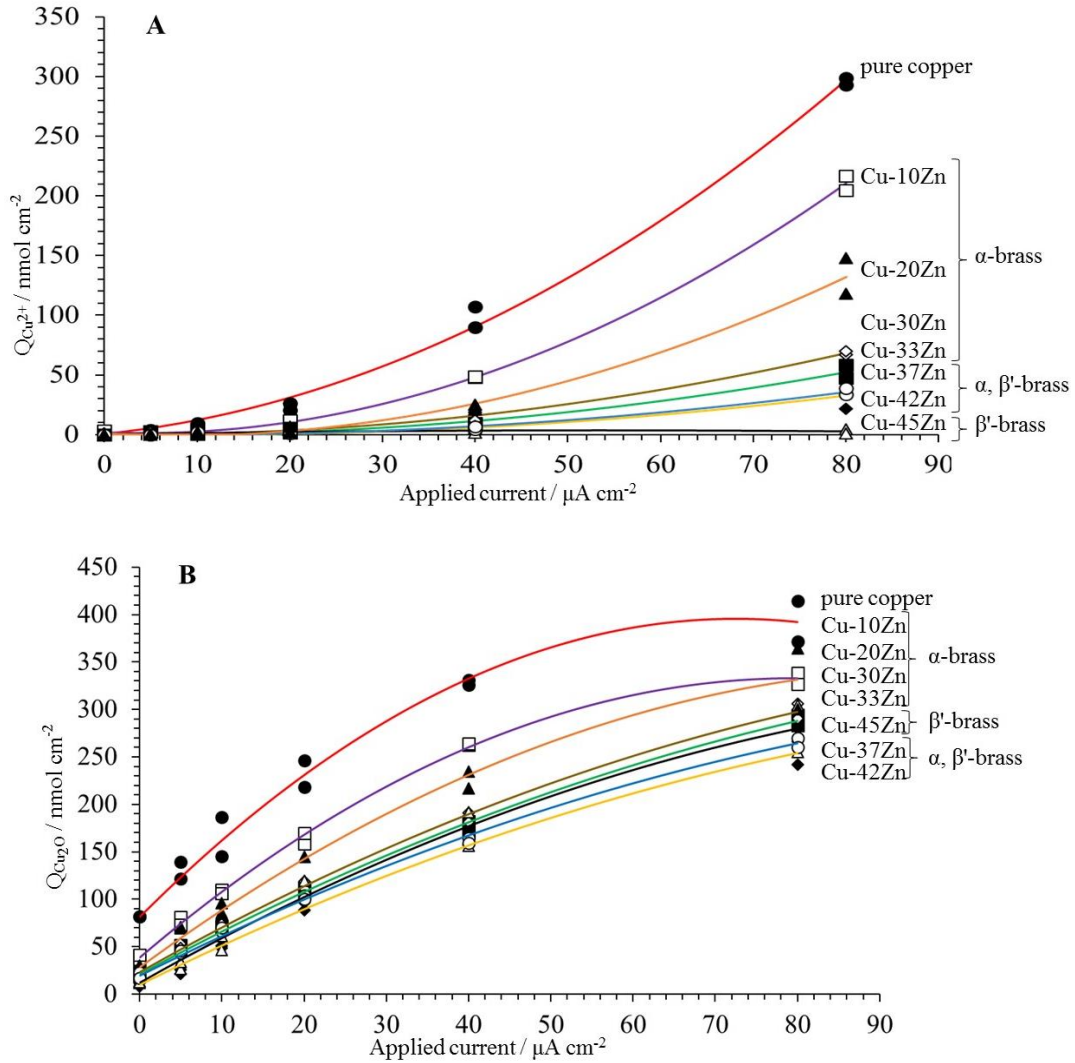 A
350
300
250
200
150
100
50
0
Q_Cu²⁺ / nmol cm⁻²
0 10 20 30 40 50 60 70 80 90
Applied current / µA cm⁻²
pure copper
Cu-10Zn
Cu-20Zn
Cu-30Zn
Cu-33Zn
Cu-37Zn
Cu-42Zn
Cu-45Zn
α-brass
α, β'-brass
β'-brass
B
450
400
350
300
250
200
150
100
50
0
Q_Cu₂O / nmol cm⁻²
0 10 20 30 40 50 60 70 80 90
Applied current / µA cm⁻²
pure copper
Cu-10Zn
Cu-20Zn
Cu-30Zn
Cu-33Zn
Cu-45Zn
Cu-37Zn
Cu-42Zn
α-brass
β'-brass
α, β'-brass